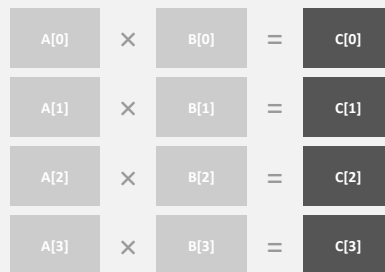 A[0] × B[0] = C[0]
A[1] × B[1] = C[1]
A[2] × B[2] = C[2]
A[3] × B[3] = C[3]